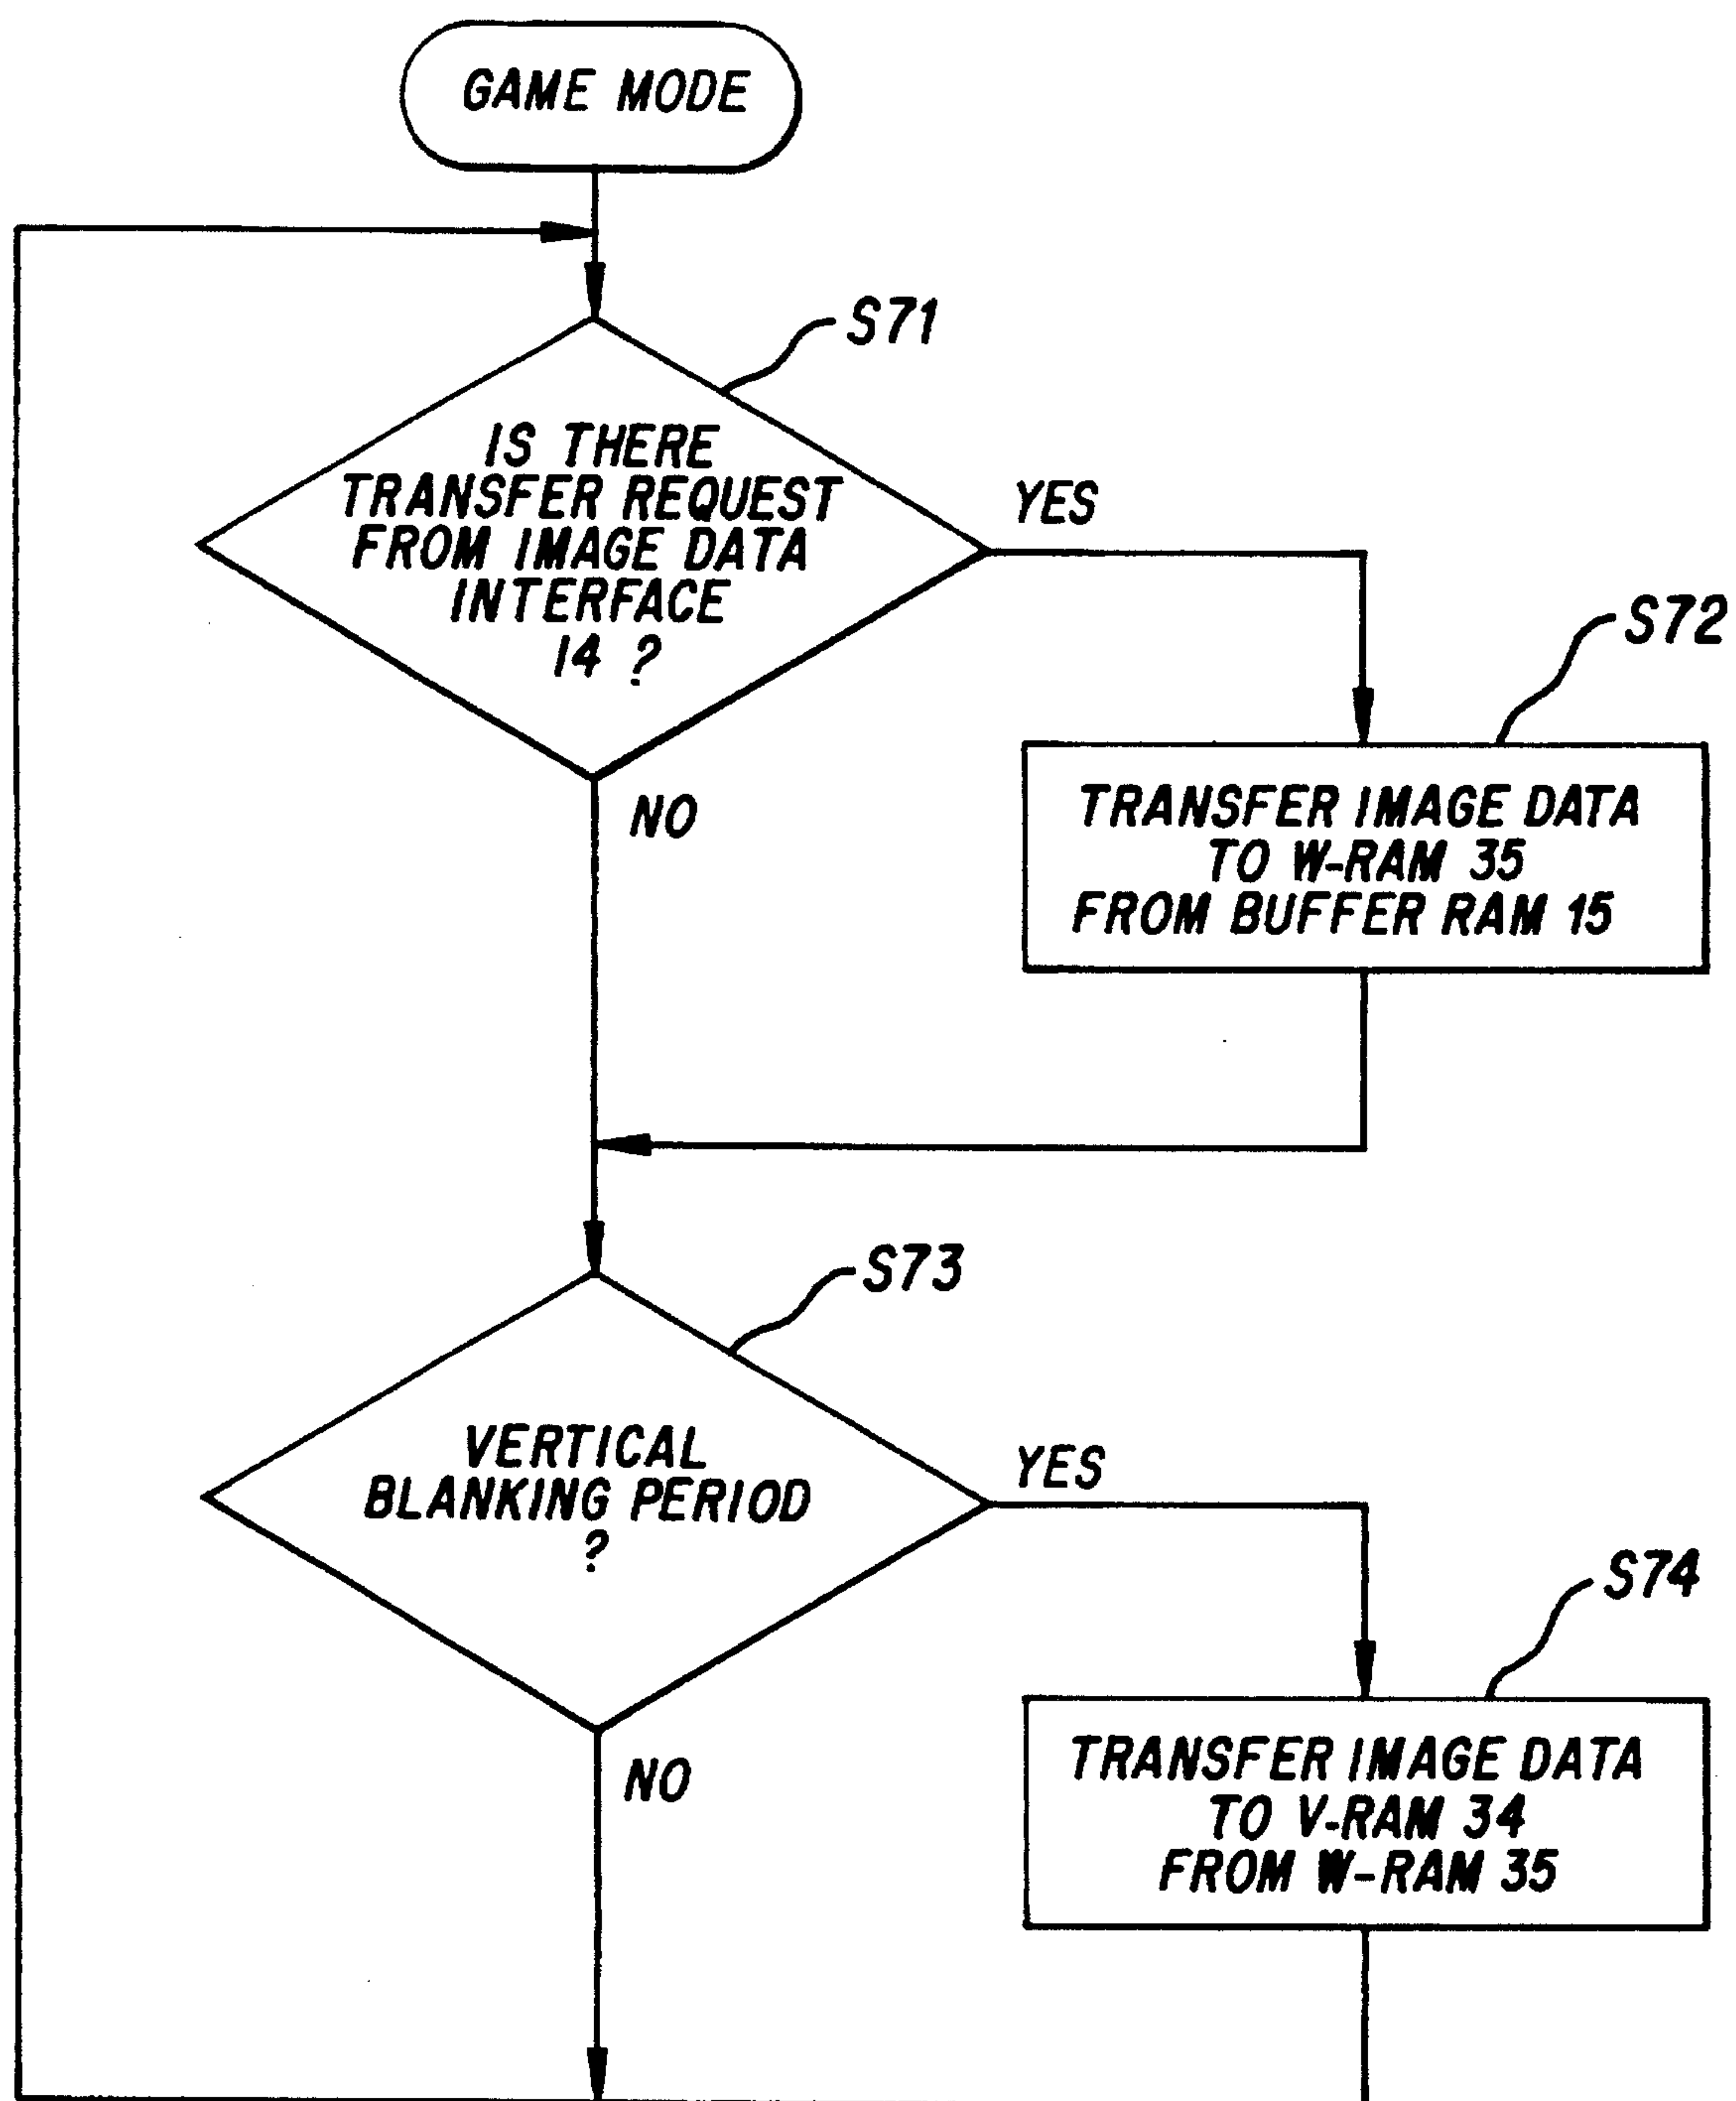 GAME MODE
S71
IS THERE
TRANSFER REQUEST
FROM IMAGE DATA
INTERFACE
14 ?
YES
NO
S72
TRANSFER IMAGE DATA
TO W-RAM 35
FROM BUFFER RAM 15
S73
VERTICAL
BLANKING PERIOD
?
YES
NO
S74
TRANSFER IMAGE DATA
TO V-RAM 34
FROM W-RAM 35